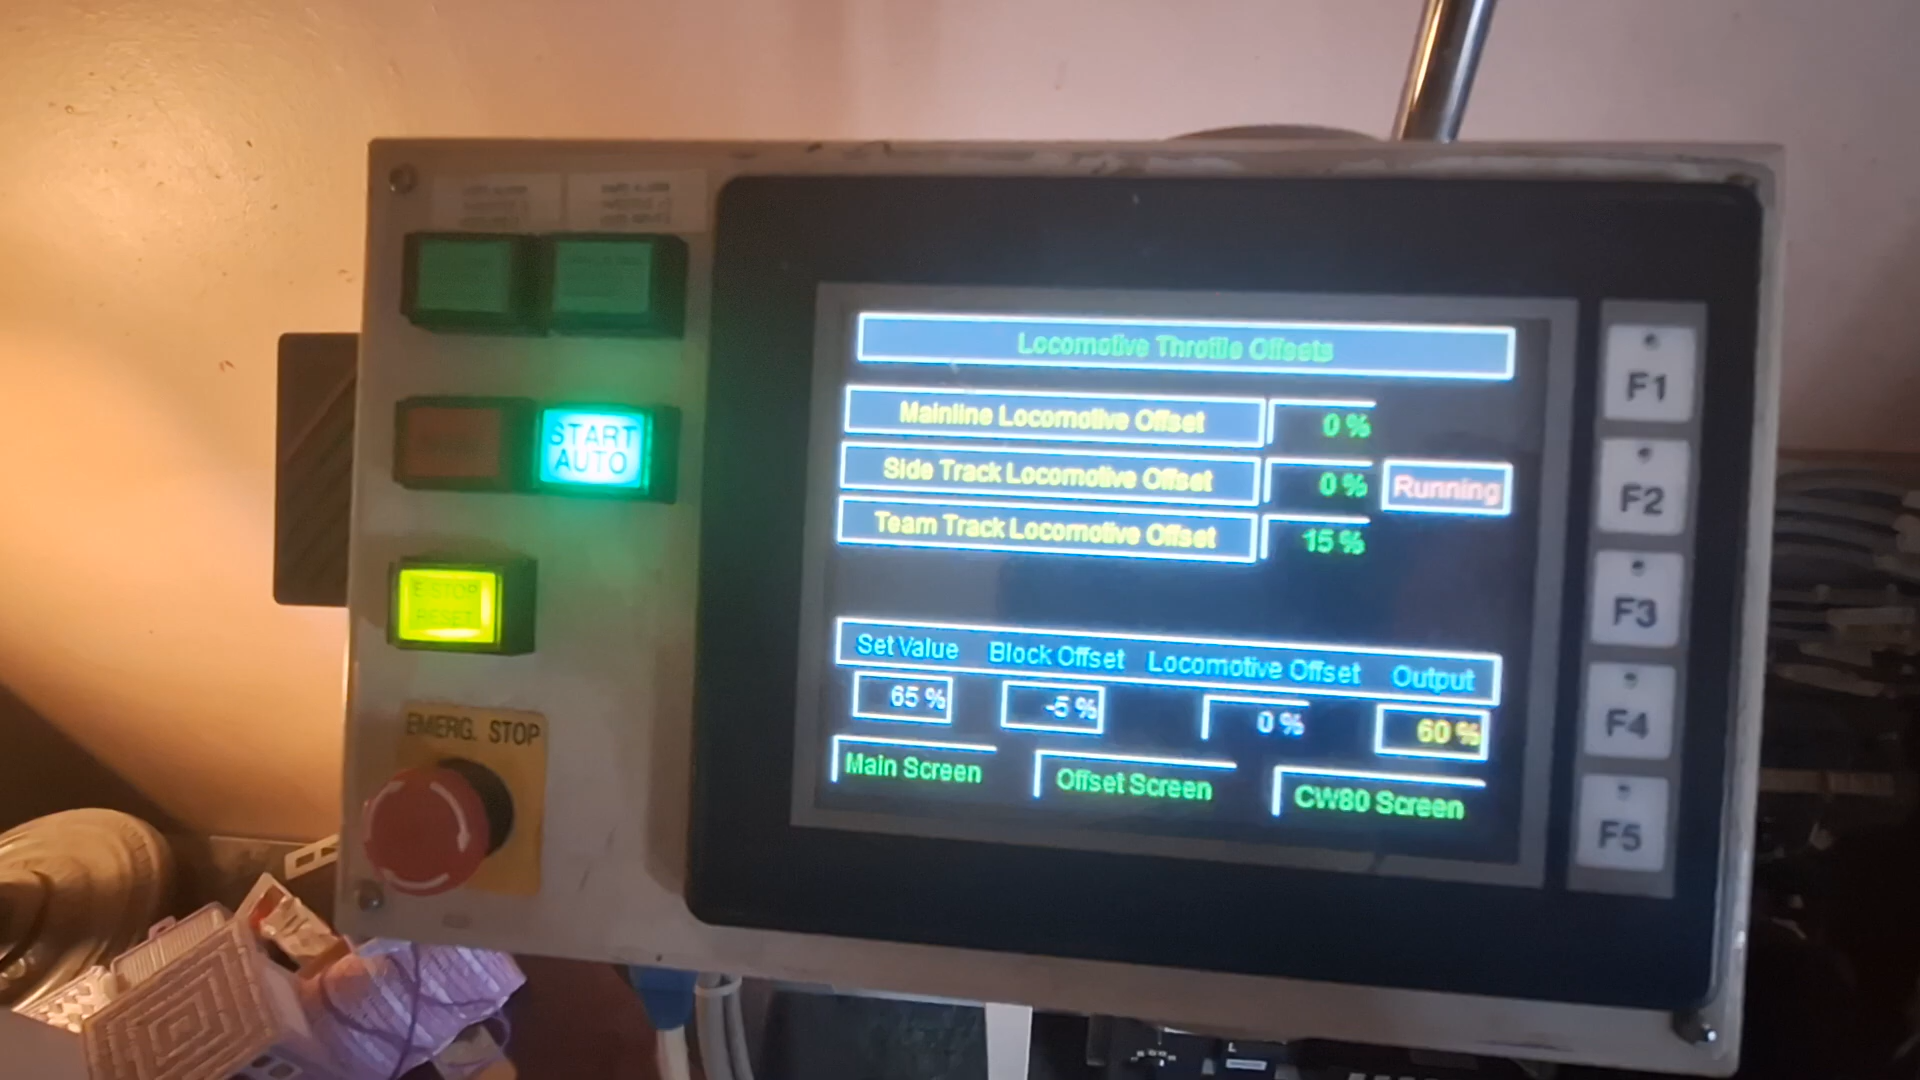 START
AUTO
E-STOP
RESET
EMERG. STOP
Locomotive Throttle Offsets
Mainline Locomotive Offset 0 %
Side Track Locomotive Offset 0 % Running
Team Track Locomotive Offset 15 %
Set Value Block Offset Locomotive Offset Output
65 % -5 % 0 % 60 %
Main Screen Offset Screen CW80 Screen
F1
F2
F3
F4
F5